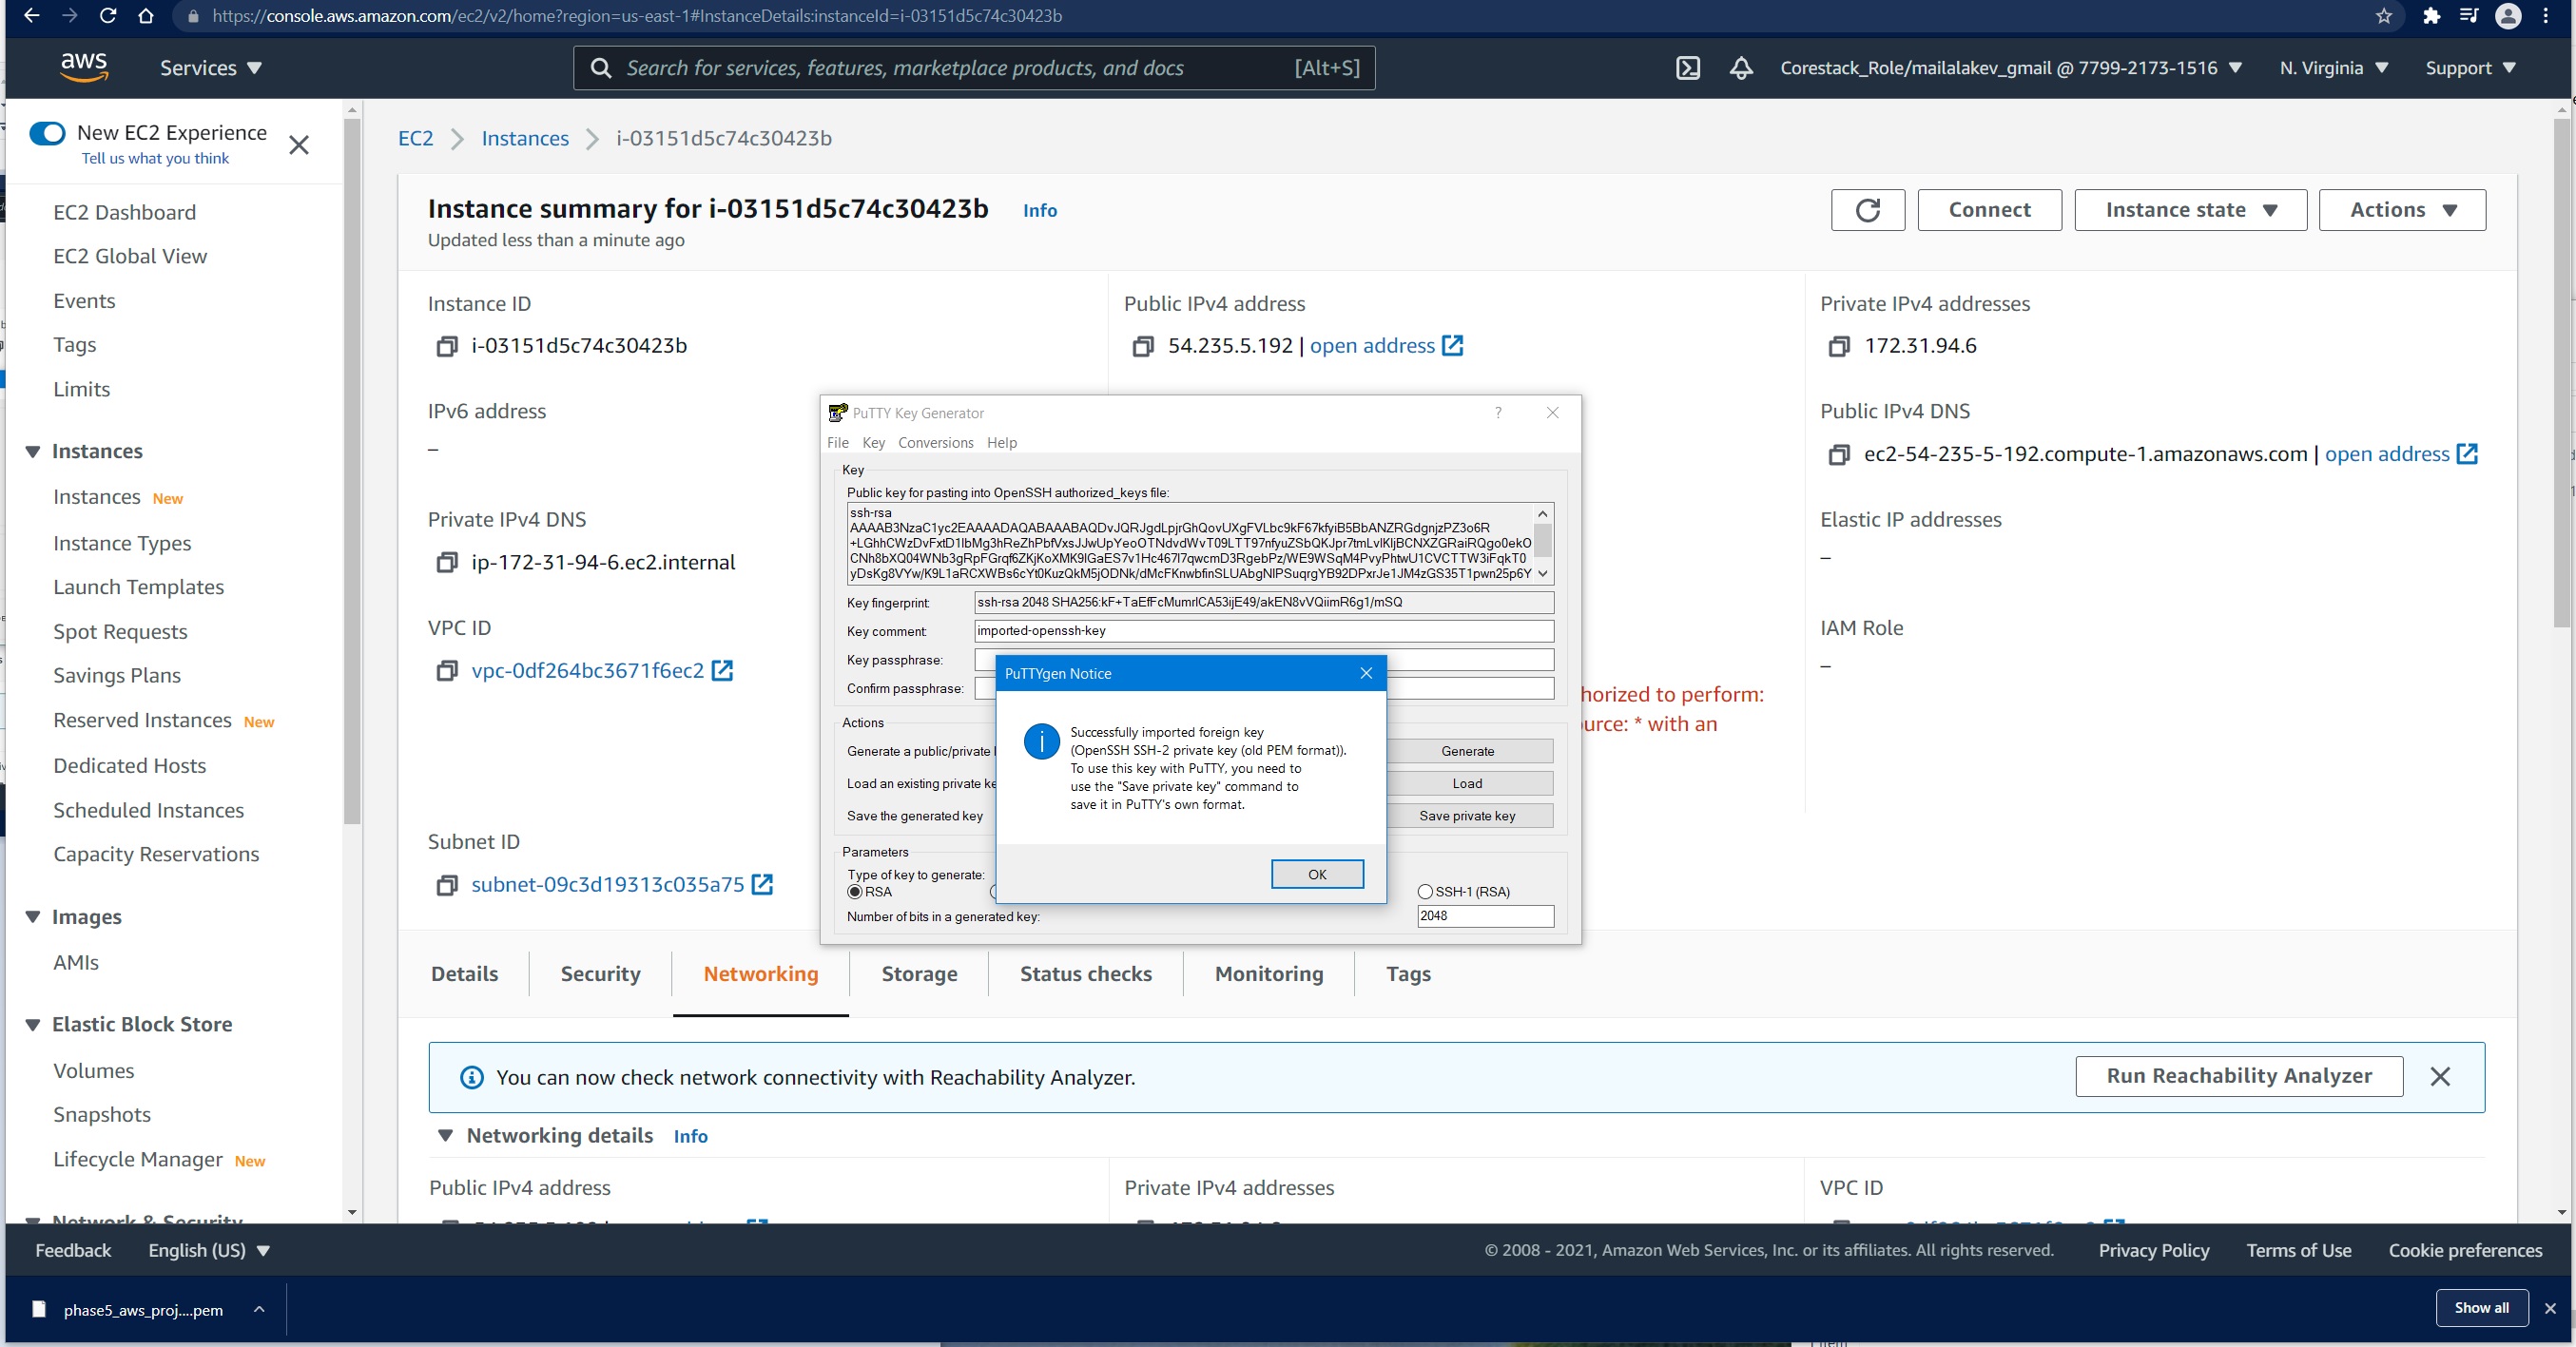 https://console.aws.amazon.com/ec2/v2/home?region=us-east-1#InstanceDetails:instanceId=i-03151d5c74c30423b
aws
Services
Search for services, features, marketplace products, and docs
[Alt+S]
Corestack_Role/mailalakev_gmail @ 7799-2173-1516
N. Virginia
Support
New EC2 Experience
Tell us what you think
EC2 Dashboard
EC2 Global View
Events
Tags
Limits
Instances
Instances New
Instance Types
Launch Templates
Spot Requests
Savings Plans
Reserved Instances New
Dedicated Hosts
Scheduled Instances
Capacity Reservations
Images
AMIs
Elastic Block Store
Volumes
Snapshots
Lifecycle Manager New
Network & Security
EC2 > Instances > i-03151d5c74c30423b
Instance summary for i-03151d5c74c30423b Info
Updated less than a minute ago
Connect
Instance state
Actions
Instance ID
i-03151d5c74c30423b
Public IPv4 address
54.235.5.192 | open address
Private IPv4 addresses
172.31.94.6
IPv6 address
–
Public IPv4 DNS
ec2-54-235-5-192.compute-1.amazonaws.com | open address
Private IPv4 DNS
ip-172-31-94-6.ec2.internal
Elastic IP addresses
–
VPC ID
vpc-0df264bc3671f6ec2
IAM Role
–
horized to perform:
urce: * with an
Subnet ID
subnet-09c3d19313c035a75
PuTTY Key Generator
?
File Key Conversions Help
Key
Public key for pasting into OpenSSH authorized_keys file:
ssh-rsa
Key fingerprint:
Key comment: imported-openssh-key
Key passphrase:
Confirm passphrase:
Actions
Generate a public/private
Generate
Load an existing private ke
Load
Save the generated key
Save private key
Parameters
Type of key to generate:
RSA
SSH-1 (RSA)
Number of bits in a generated key:
2048
PuTTYgen Notice
Successfully imported foreign key
(OpenSSH SSH-2 private key (old PEM format)).
To use this key with PuTTY, you need to
use the "Save private key" command to
save it in PuTTY's own format.
OK
Details
Security
Networking
Storage
Status checks
Monitoring
Tags
You can now check network connectivity with Reachability Analyzer.
Run Reachability Analyzer
Networking details Info
Public IPv4 address
Private IPv4 addresses
VPC ID
Feedback
English (US)
© 2008 - 2021, Amazon Web Services, Inc. or its affiliates. All rights reserved.
Privacy Policy
Terms of Use
Cookie preferences
phase5_aws_proj....pem
Show all